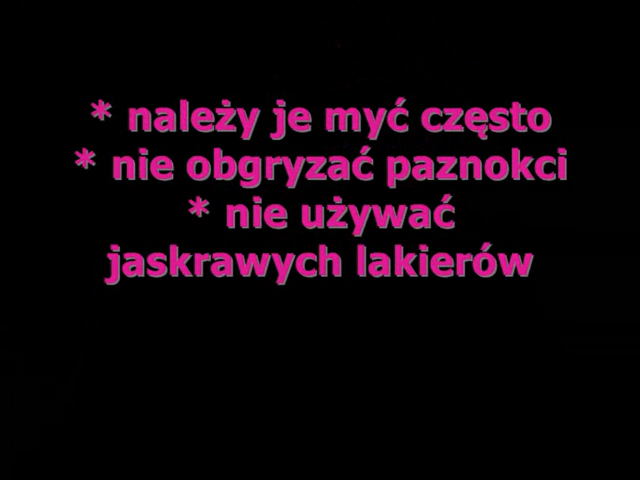 * należy je myć często
* nie obgryzać paznokci
* nie używać
jaskrawych lakierów